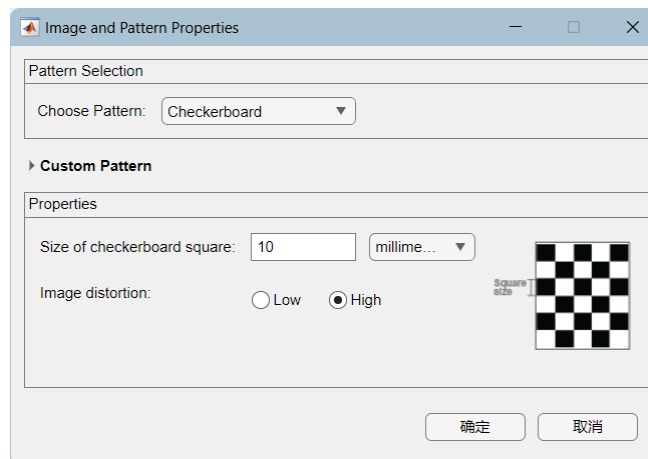 Image and Pattern Properties
Pattern Selection
Choose Pattern: Checkerboard
Custom Pattern
Properties
Size of checkerboard square: 10 millime...
Square
size
Image distortion: Low High
确定 取消